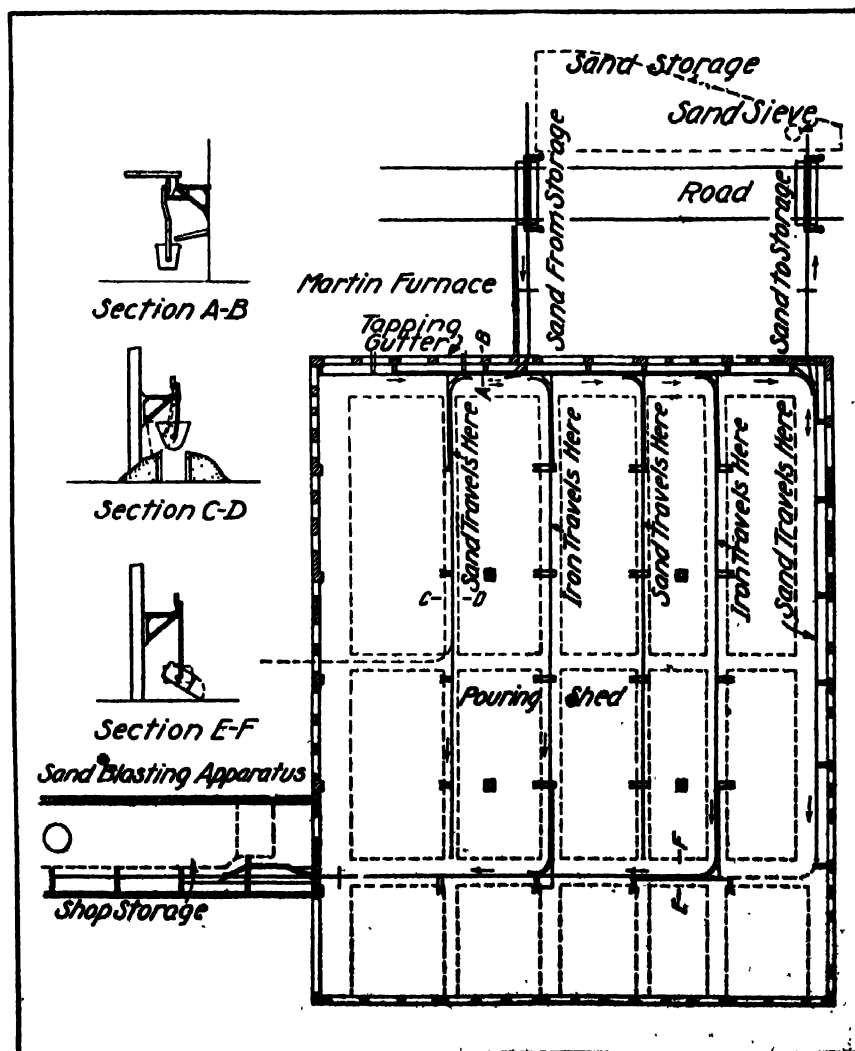 Sand Storage
Sand Sieve
Road
Sand From Storage
Sand to Storage
Section A-B
Martin Furnace
Tapping
Gutter
A-
-B
Section C-D
Sand Travels Here
Iron Travels Here
Sand Travels Here
Iron Travels Here
Sand Travels Here
C-
-D
Section E-F
Pouring Shed
Sand Blasting Apparatus
E-
-F
Shop Storage